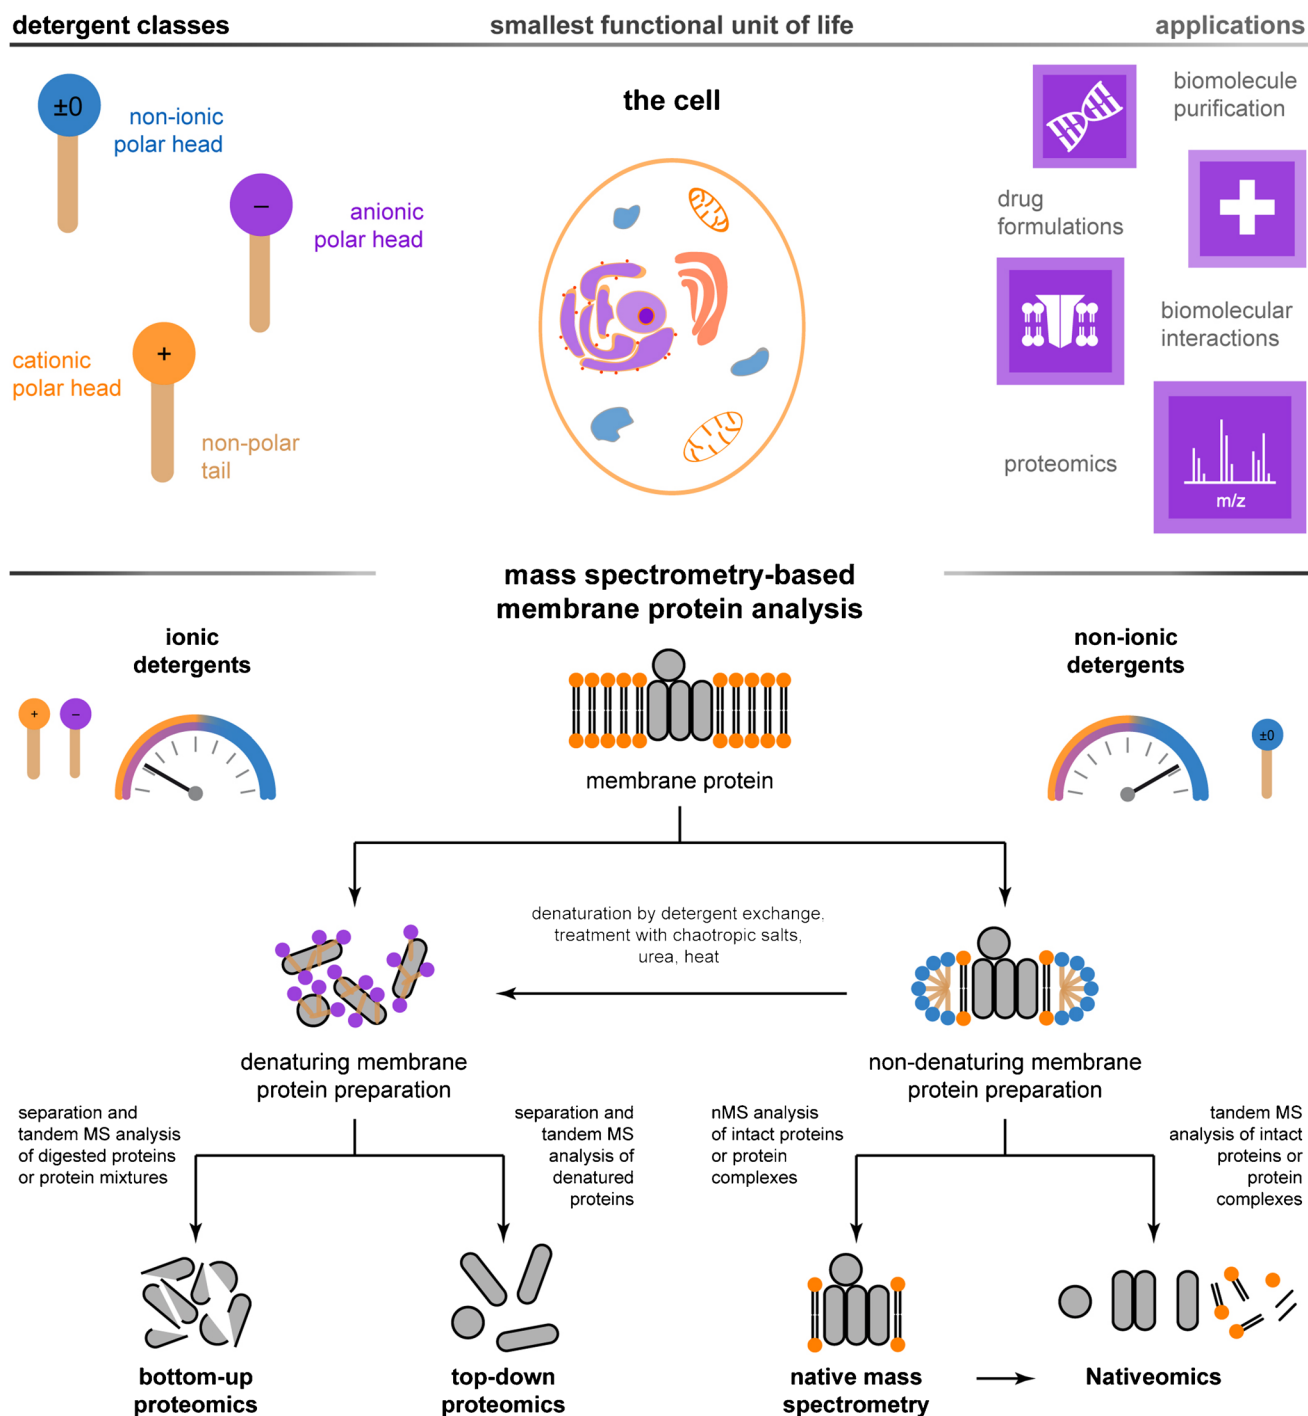 detergent classes
smallest functional unit of life
applications
±0
non-ionic
polar head
–
anionic
polar head
+
cationic
polar head
non-polar
tail
the cell
biomolecule
purification
drug
formulations
biomolecular
interactions
proteomics
m/z
mass spectrometry-based
membrane protein analysis
ionic
detergents
+
–
non-ionic
detergents
±0
membrane protein
denaturation by detergent exchange,
treatment with chaotropic salts,
urea, heat
denaturing membrane
protein preparation
non-denaturing membrane
protein preparation
separation and
tandem MS analysis
of digested proteins
or protein mixtures
separation and
tandem MS
analysis of
denatured
proteins
nMS analysis
of intact proteins
or protein
complexes
tandem MS
analysis of intact
proteins or
protein
complexes
bottom-up
proteomics
top-down
proteomics
native mass
spectrometry
Nativeomics